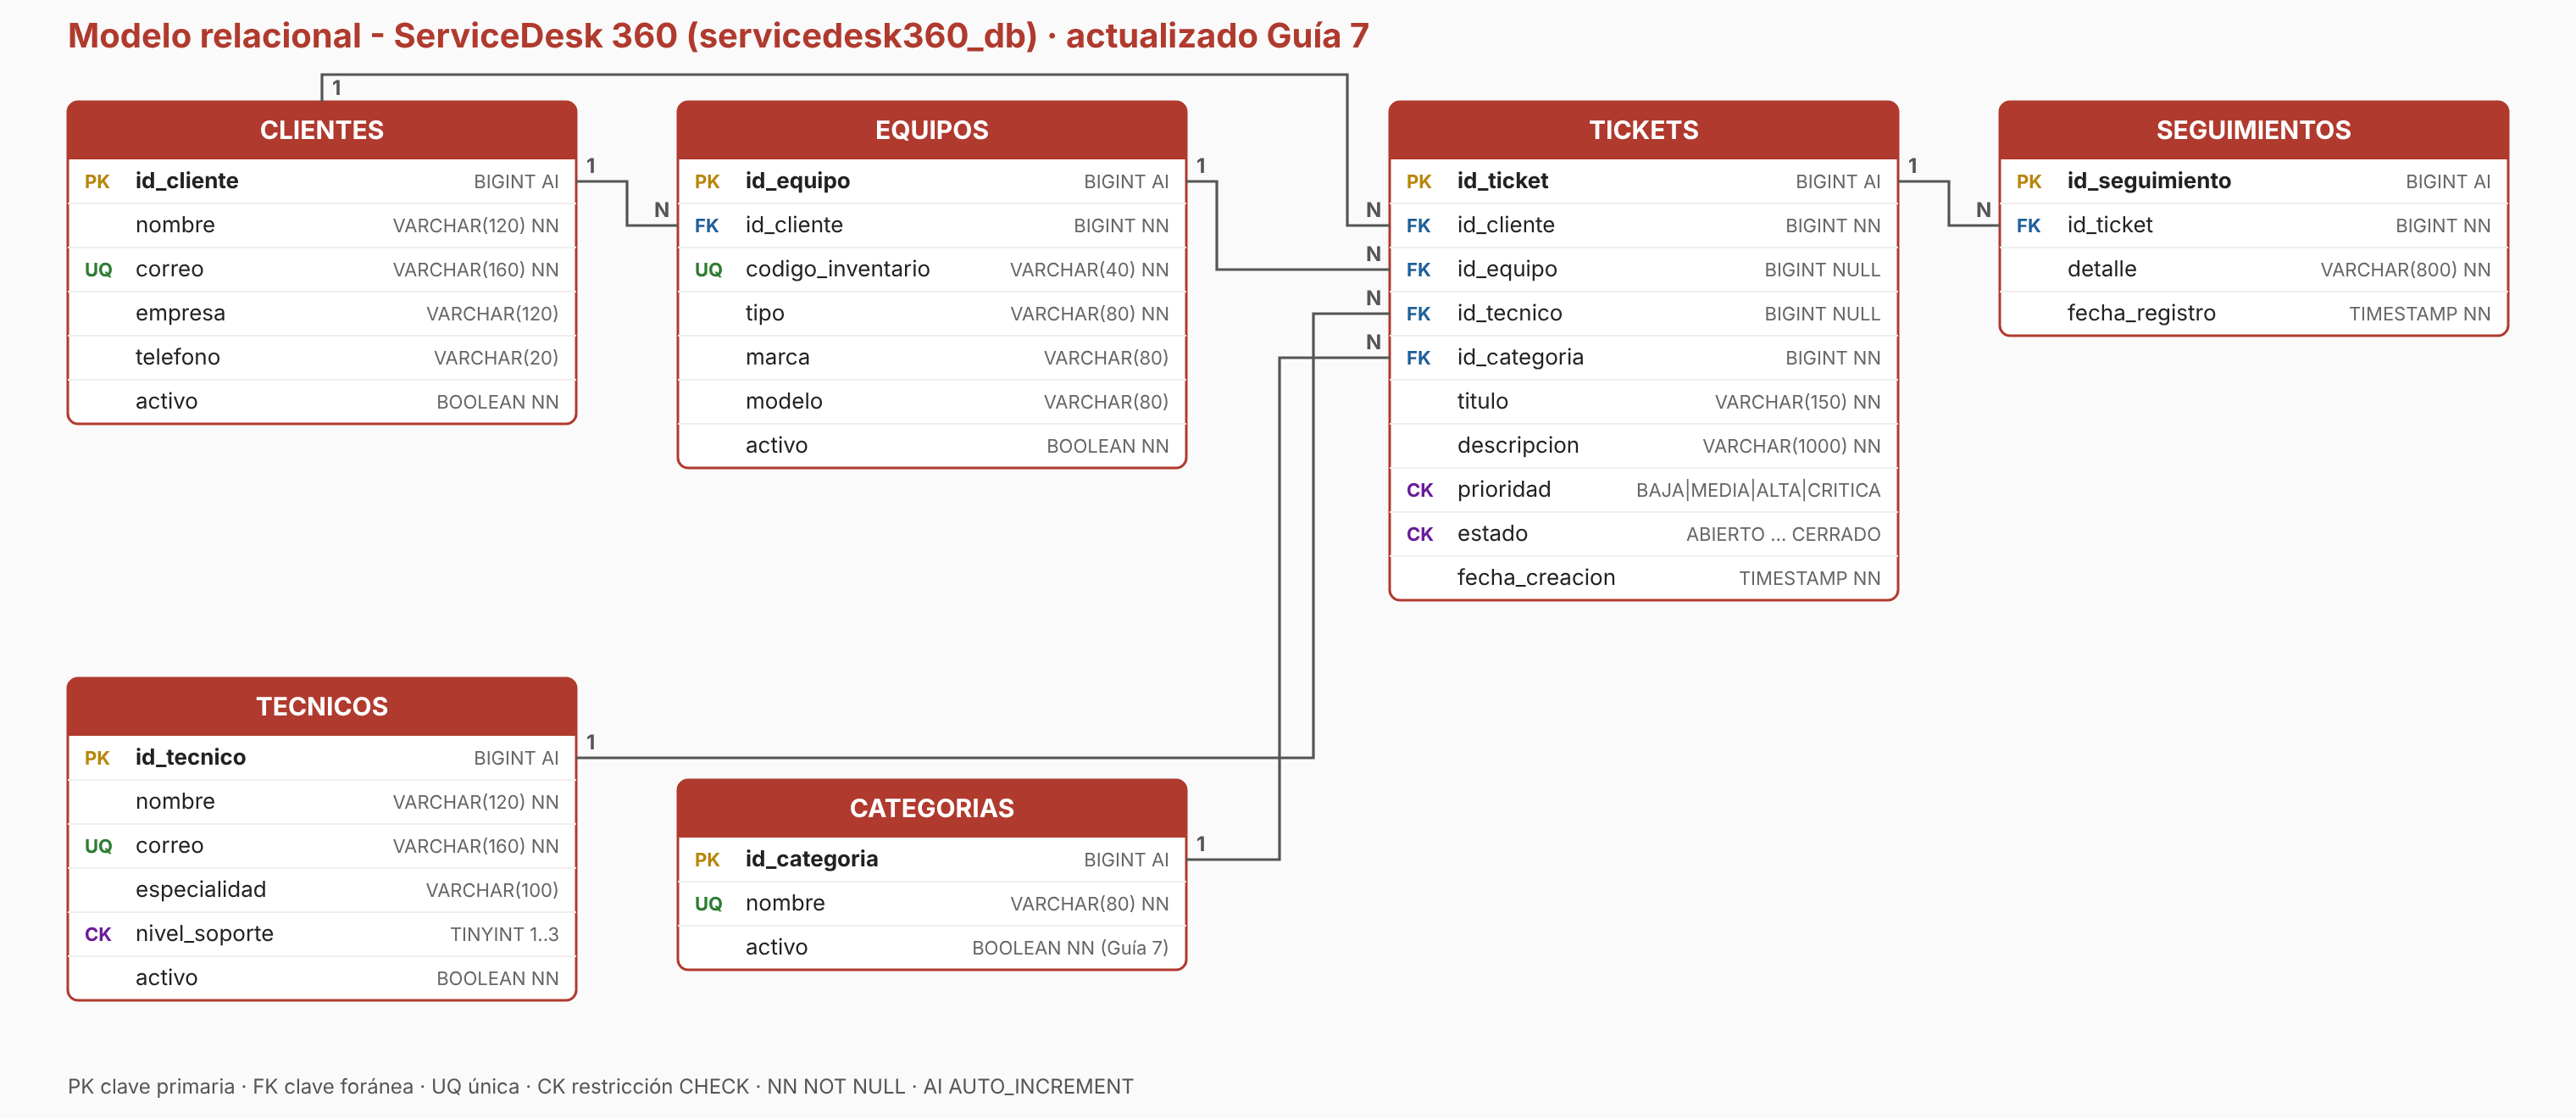 Modelo relacional - ServiceDesk 360 (servicedesk360_db) · actualizado Guía 7
CLIENTES
PK id_cliente BIGINT AI
nombre VARCHAR(120) NN
UQ correo VARCHAR(160) NN
empresa VARCHAR(120)
telefono VARCHAR(20)
activo BOOLEAN NN
1
1
N
EQUIPOS
PK id_equipo BIGINT AI
FK id_cliente BIGINT NN
UQ codigo_inventario VARCHAR(40) NN
tipo VARCHAR(80) NN
marca VARCHAR(80)
modelo VARCHAR(80)
activo BOOLEAN NN
1
N
N
N
N
TICKETS
PK id_ticket BIGINT AI
FK id_cliente BIGINT NN
FK id_equipo BIGINT NULL
FK id_tecnico BIGINT NULL
FK id_categoria BIGINT NN
titulo VARCHAR(150) NN
descripcion VARCHAR(1000) NN
CK prioridad BAJA|MEDIA|ALTA|CRITICA
CK estado ABIERTO ... CERRADO
fecha_creacion TIMESTAMP NN
1
N
SEGUIMIENTOS
PK id_seguimiento BIGINT AI
FK id_ticket BIGINT NN
detalle VARCHAR(800) NN
fecha_registro TIMESTAMP NN
TECNICOS
PK id_tecnico BIGINT AI
nombre VARCHAR(120) NN
UQ correo VARCHAR(160) NN
especialidad VARCHAR(100)
CK nivel_soporte TINYINT 1..3
activo BOOLEAN NN
1
CATEGORIAS
PK id_categoria BIGINT AI
UQ nombre VARCHAR(80) NN
activo BOOLEAN NN (Guía 7)
1
PK clave primaria · FK clave foránea · UQ única · CK restricción CHECK · NN NOT NULL · AI AUTO_INCREMENT